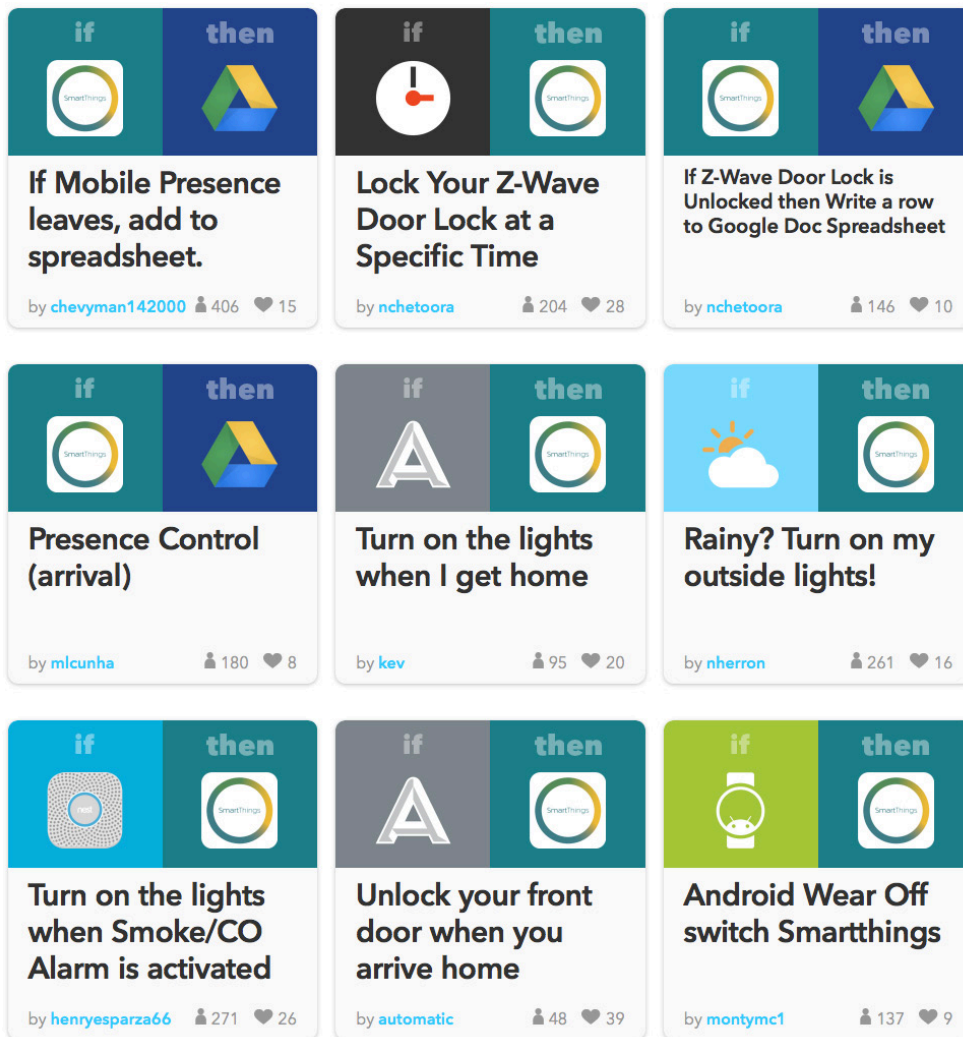 if then
SmartThings
If Mobile Presence
leaves, add to
spreadsheet.
by chevyman142000 406 15
if then
SmartThings
Lock Your Z-Wave
Door Lock at a
Specific Time
by nchetoora 204 28
if then
SmartThings
If Z-Wave Door Lock is
Unlocked then Write a row
to Google Doc Spreadsheet
by nchetoora 146 10
if then
SmartThings
Presence Control
(arrival)
by mlcunha 180 8
if then
A SmartThings
Turn on the lights
when I get home
by kev 95 20
if then
SmartThings
Rainy? Turn on my
outside lights!
by nherron 261 16
if then
nest SmartThings
Turn on the lights
when Smoke/CO
Alarm is activated
by henryesparza66 271 26
if then
A SmartThings
Unlock your front
door when you
arrive home
by automatic 48 39
if then
SmartThings
Android Wear Off
switch Smartthings
by montymc1 137 9